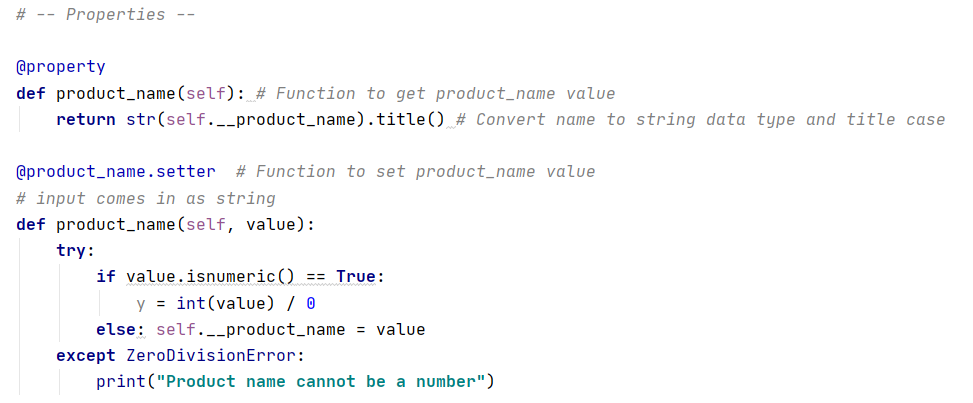 # -- Properties --
@property
def product_name(self): # Function to get product_name value
return str(self.__product_name).title() # Convert name to string data type and title case
@product_name.setter # Function to set product_name value
# input comes in as string
def product_name(self, value):
try:
if value.isnumeric() == True:
y = int(value) / 0
else: self.__product_name = value
except ZeroDivisionError:
print("Product name cannot be a number")